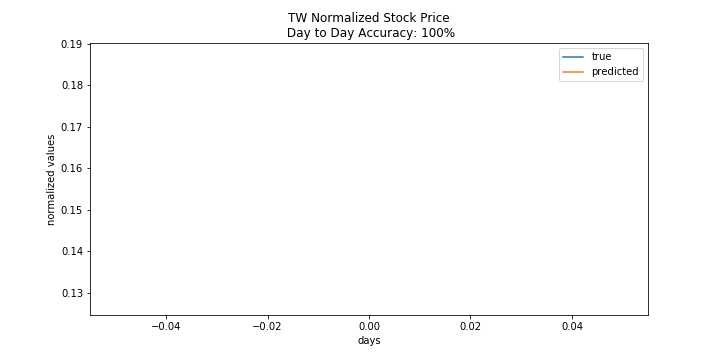 TW Normalized Stock Price
Day to Day Accuracy: 100%
true
predicted
normalized values
0.19
0.18
0.17
0.16
0.15
0.14
0.13
−0.04
−0.02
0.00
0.02
0.04
days